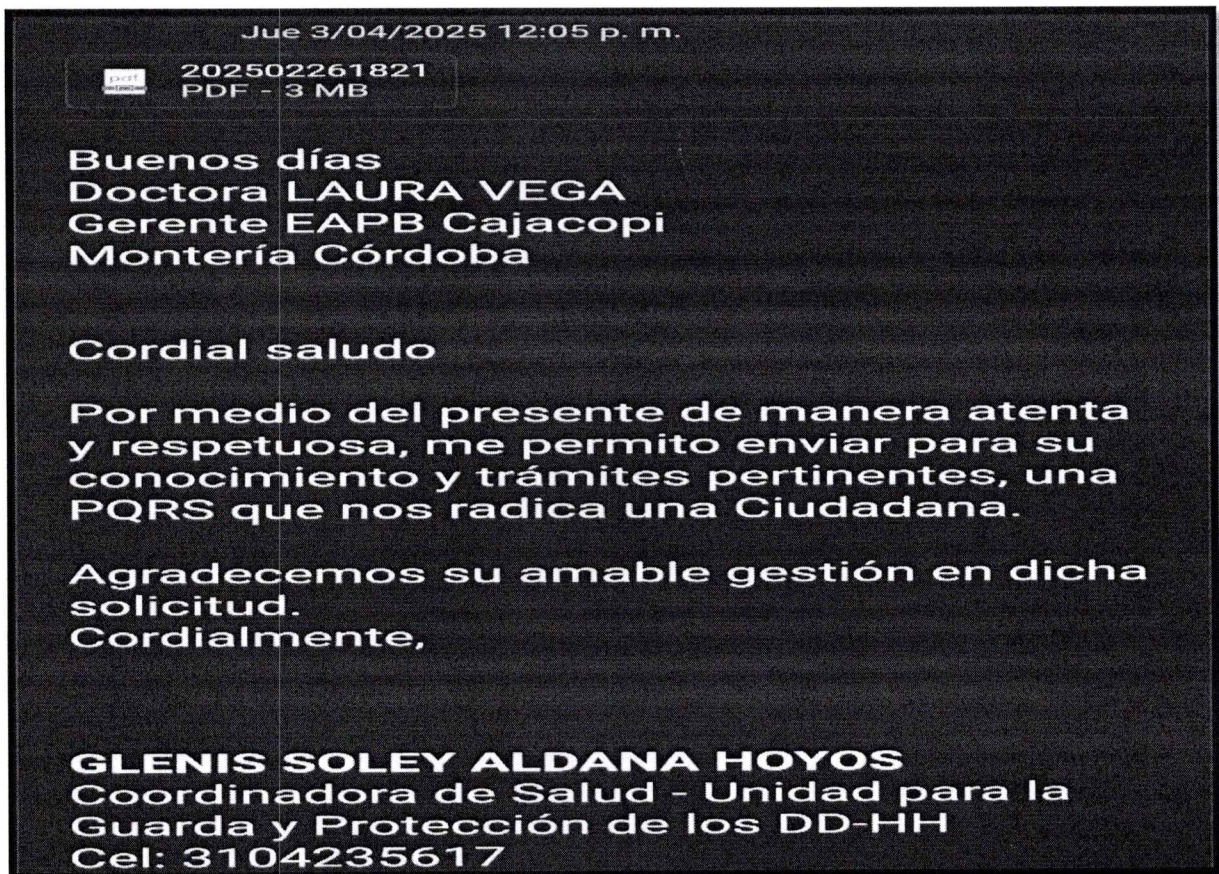 Jue 3/04/2025 12:05 p. m.
pdf
202502261821
PDF - 3 MB
Buenos días
Doctora LAURA VEGA
Gerente EAPB Cajacopi
Montería Córdoba
Cordial saludo
Por medio del presente de manera atenta
y respetuosa, me permito enviar para su
conocimiento y trámites pertinentes, una
PQRS que nos radica una Ciudadana.
Agradecemos su amable gestión en dicha
solicitud.
Cordialmente,
GLENIS SOLEY ALDANA HOYOS
Coordinadora de Salud - Unidad para la
Guarda y Protección de los DD-HH
Cel: 3104235617